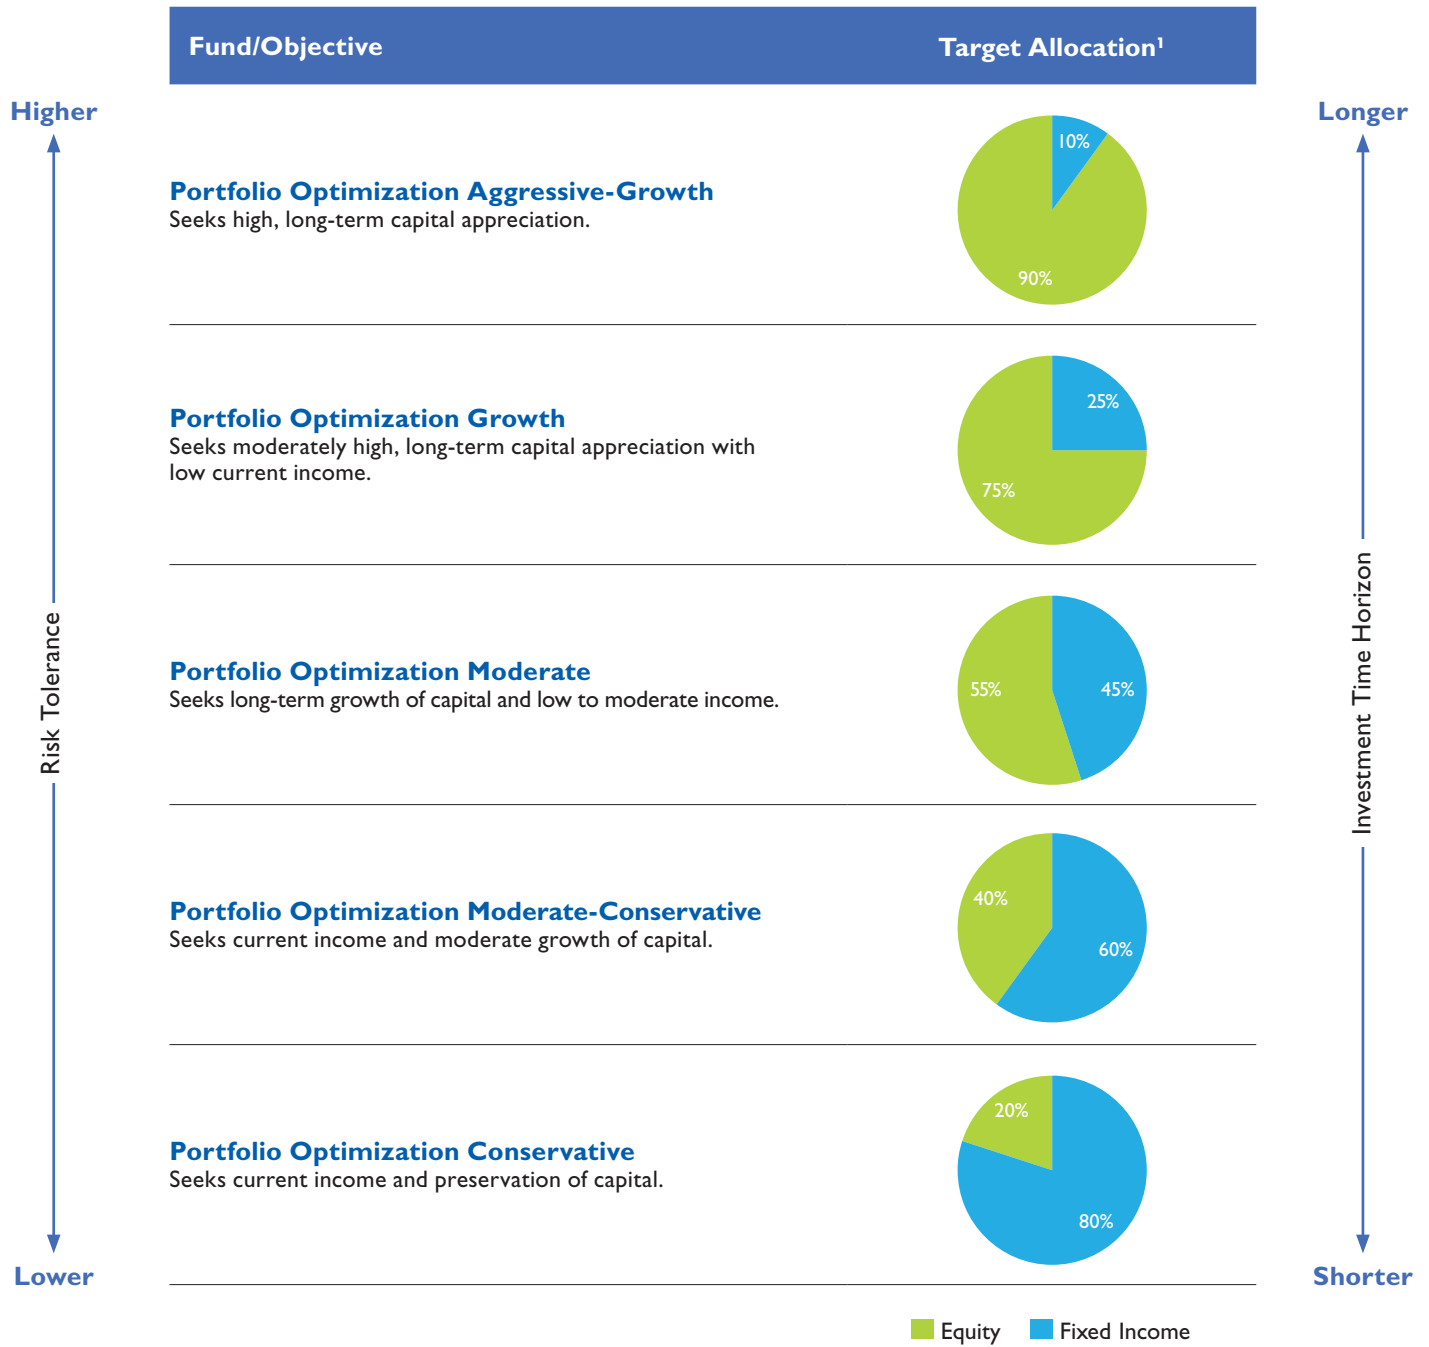 Fund/Objective
Target Allocation¹
Higher
Longer
10%
90%
Portfolio Optimization Aggressive-Growth
Seeks high, long-term capital appreciation.
25%
75%
Portfolio Optimization Growth
Seeks moderately high, long-term capital appreciation with
low current income.
Risk Tolerance
Investment Time Horizon
55%
45%
Portfolio Optimization Moderate
Seeks long-term growth of capital and low to moderate income.
40%
60%
Portfolio Optimization Moderate-Conservative
Seeks current income and moderate growth of capital.
20%
80%
Portfolio Optimization Conservative
Seeks current income and preservation of capital.
Lower
Shorter
Equity
Fixed Income